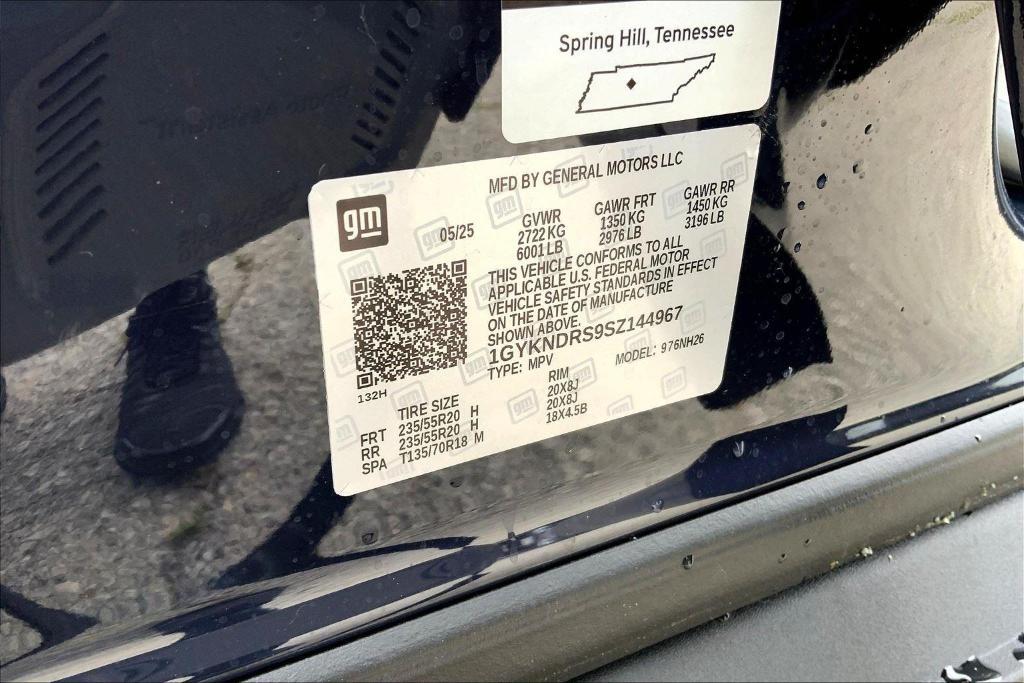 Spring Hill, Tennessee
MFD BY GENERAL MOTORS LLC
gm
05/25
GVWR GAWR FRT GAWR RR
2722 KG 1350 KG 1450 KG
6001 LB 2976 LB 3196 LB
THIS VEHICLE CONFORMS TO ALL
APPLICABLE U.S. FEDERAL MOTOR
VEHICLE SAFETY STANDARDS IN EFFECT
ON THE DATE OF MANUFACTURE
SHOWN ABOVE.
1GYKNDRS9SZ144967
TYPE: MPV MODEL: 976NH26
132H
TIRE SIZE RIM
FRT 235/55R20 H 20X8J
RR 235/55R20 H 20X8J
SPA T135/70R18 M 18X4.5B